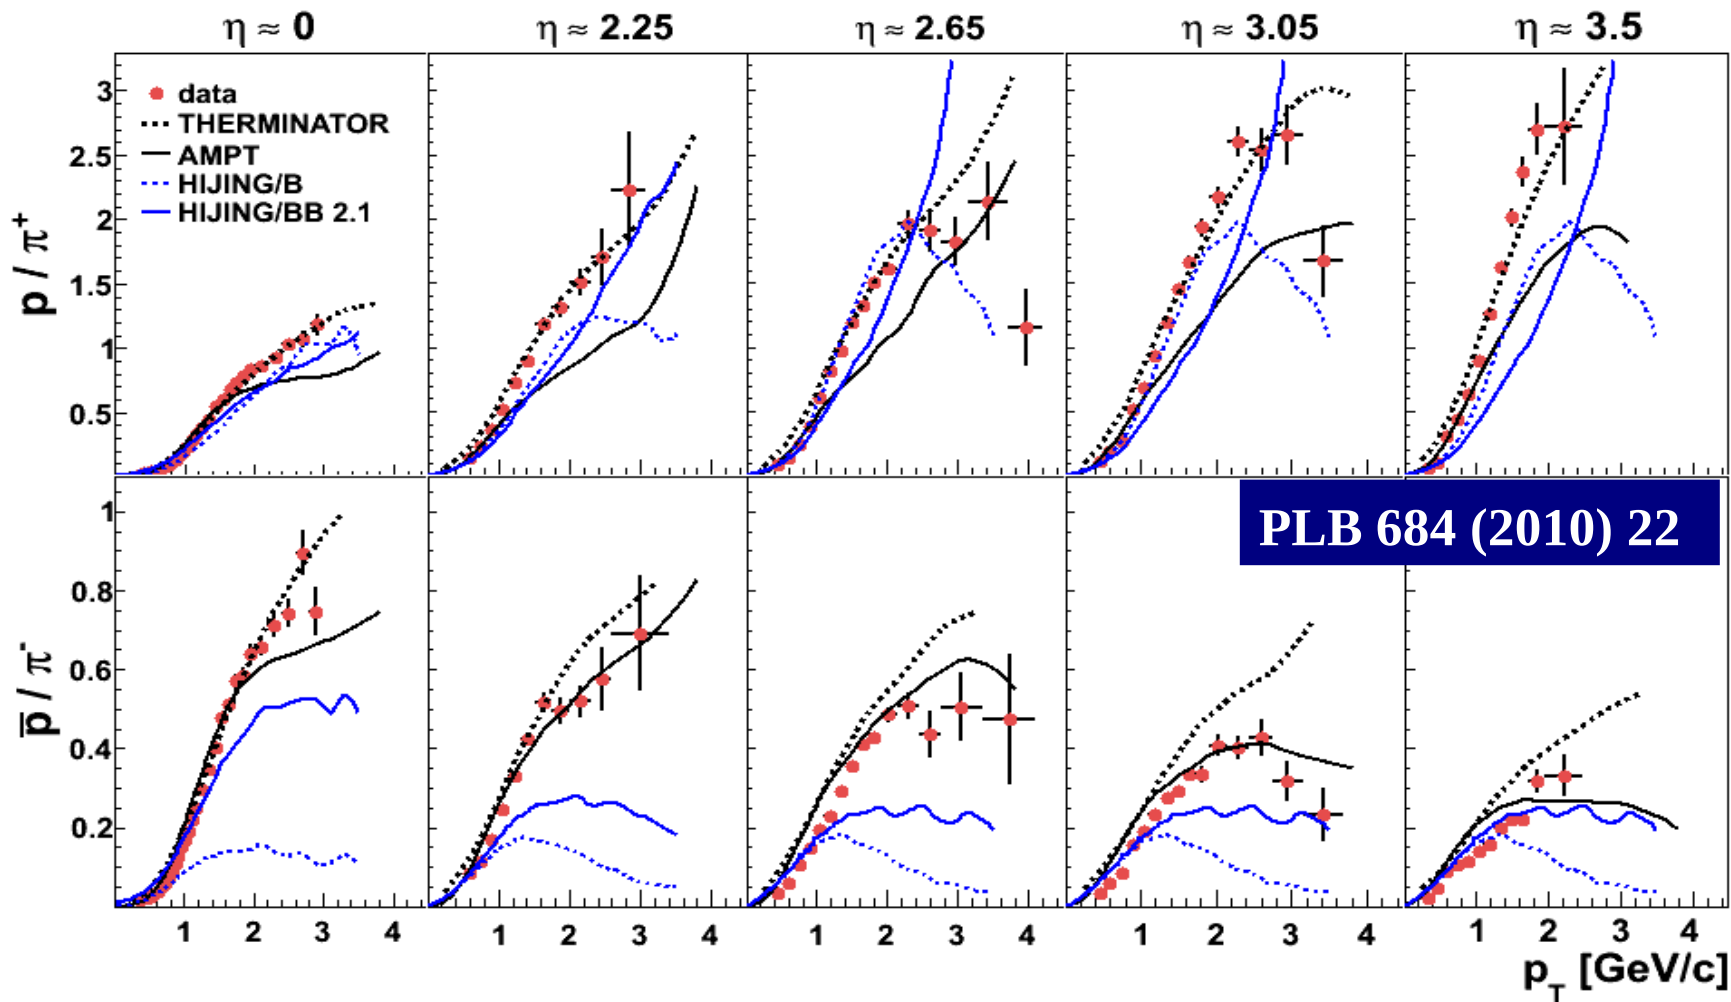 η ≈ 0 η ≈ 2.25 η ≈ 2.65 η ≈ 3.05 η ≈ 3.5
data
THERMINATOR
AMPT
HIJING/B
HIJING/BB 2.1
p / π⁺
3
2.5
2
1.5
1
0.5
PLB 684 (2010) 22
p̅ / π⁻
1
0.8
0.6
0.4
0.2
1 2 3 4 1 2 3 4 1 2 3 4 1 2 3 4 1 2 3 4
p_T [GeV/c]